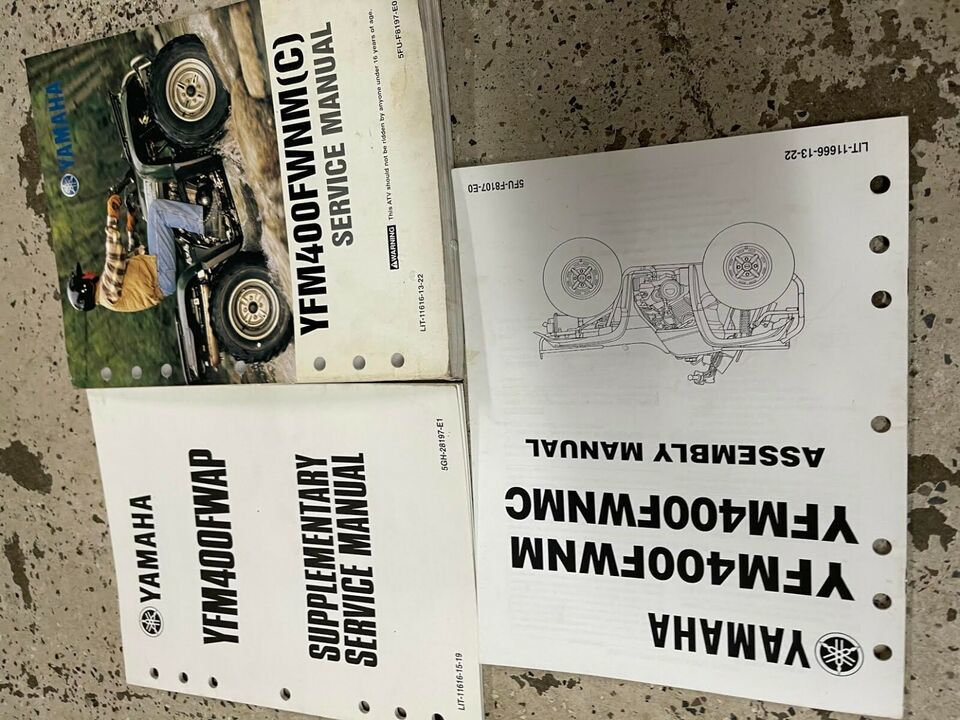 YAMAHA
YFM400FWNM(C)
SERVICE MANUAL
WARNING This ATV should not be ridden by anyone under 16 years of age.
LIT-11616-13-22
5FU-F8197-E0
YAMAHA
YFM400FWAP
SUPPLEMENTARY
SERVICE MANUAL
LIT-11616-15-19
5GH-28197-E1
YAMAHA
YFM400FWNM
YFM400FWNMC
ASSEMBLY MANUAL
LIT-11666-13-22
5FU-F8107-E0